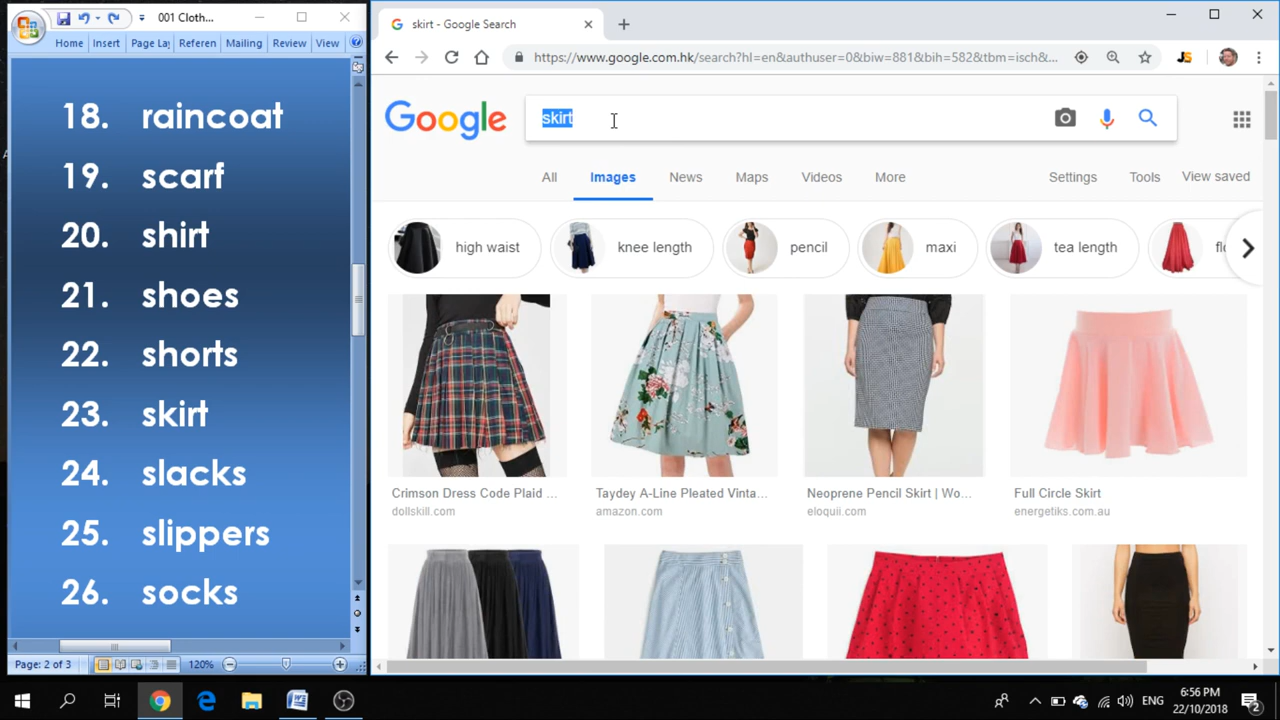 001 Cloth...
Home Insert Page La Referen Mailing Review View
18. raincoat
19. scarf
20. shirt
21. shoes
22. shorts
23. skirt
24. slacks
25. slippers
26. socks
Page: 2 of 3 120%
skirt - Google Search
https://www.google.com.hk/search?hl=en&authuser=0&biw=881&bih=582&tbm=isch&...
JS
Google
skirt
All Images News Maps Videos More Settings Tools View saved
high waist knee length pencil maxi tea length
Crimson Dress Code Plaid ...
dollskill.com
Taydey A-Line Pleated Vinta...
amazon.com
Neoprene Pencil Skirt | Wo...
eloquii.com
Full Circle Skirt
energetiks.com.au
ENG
6:56 PM
22/10/2018
2